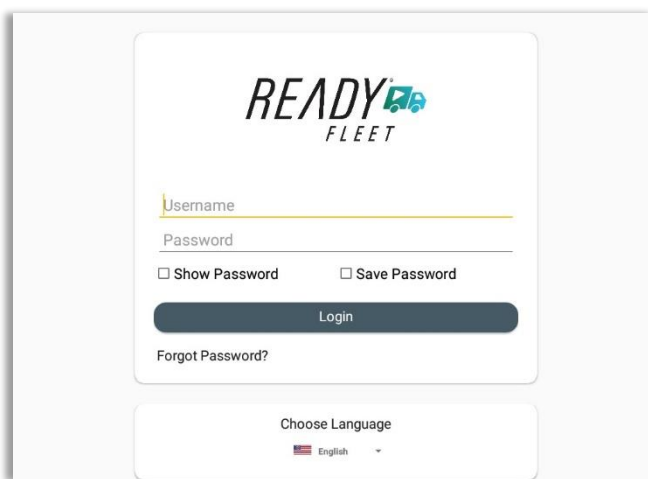 READY
FLEET
Username
Password
Show Password
Save Password
Login
Forgot Password?
Choose Language
English